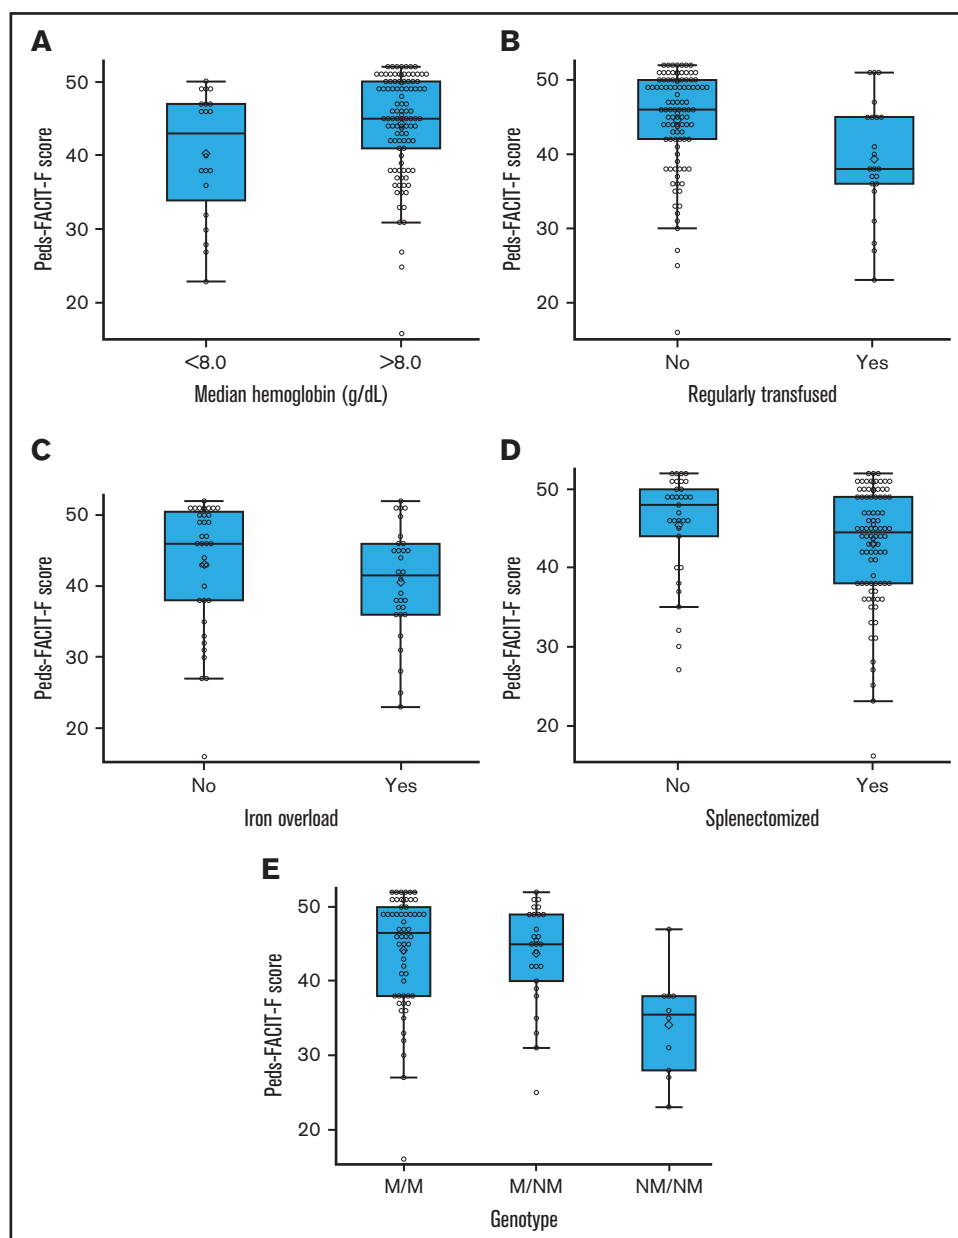 A
Peds-FACIT-F score
50
40
30
20
<8.0
>8.0
Median hemoglobin (g/dL)
B
Peds-FACIT-F score
50
40
30
20
No
Yes
Regularly transfused
C
Peds-FACIT-F score
50
40
30
20
No
Yes
Iron overload
D
Peds-FACIT-F score
50
40
30
20
No
Yes
Splenectomized
E
Peds-FACIT-F score
50
40
30
20
M/M
M/NM
NM/NM
Genotype